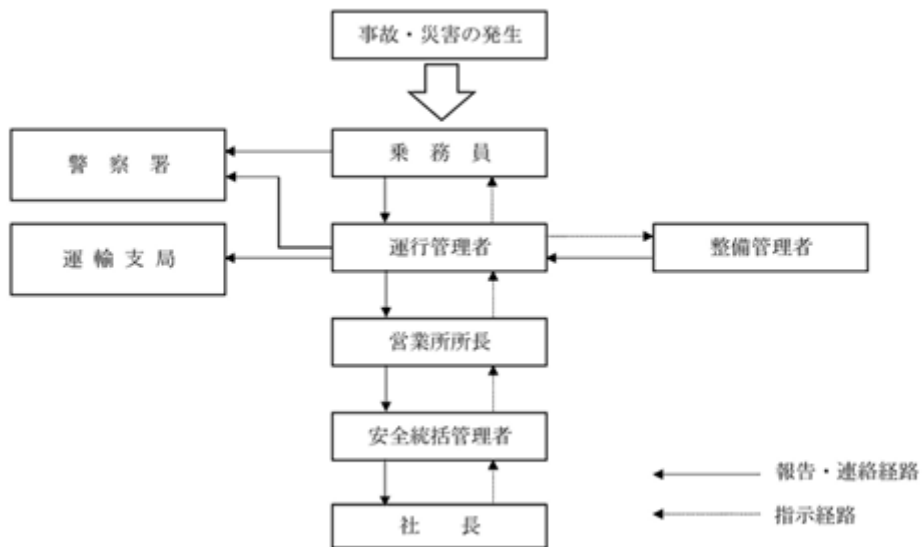 事故・災害の発生
乗務員
警察署
運行管理者
整備管理者
運輸支局
営業所所長
安全統括管理者
社長
報告・連絡経路
指示経路